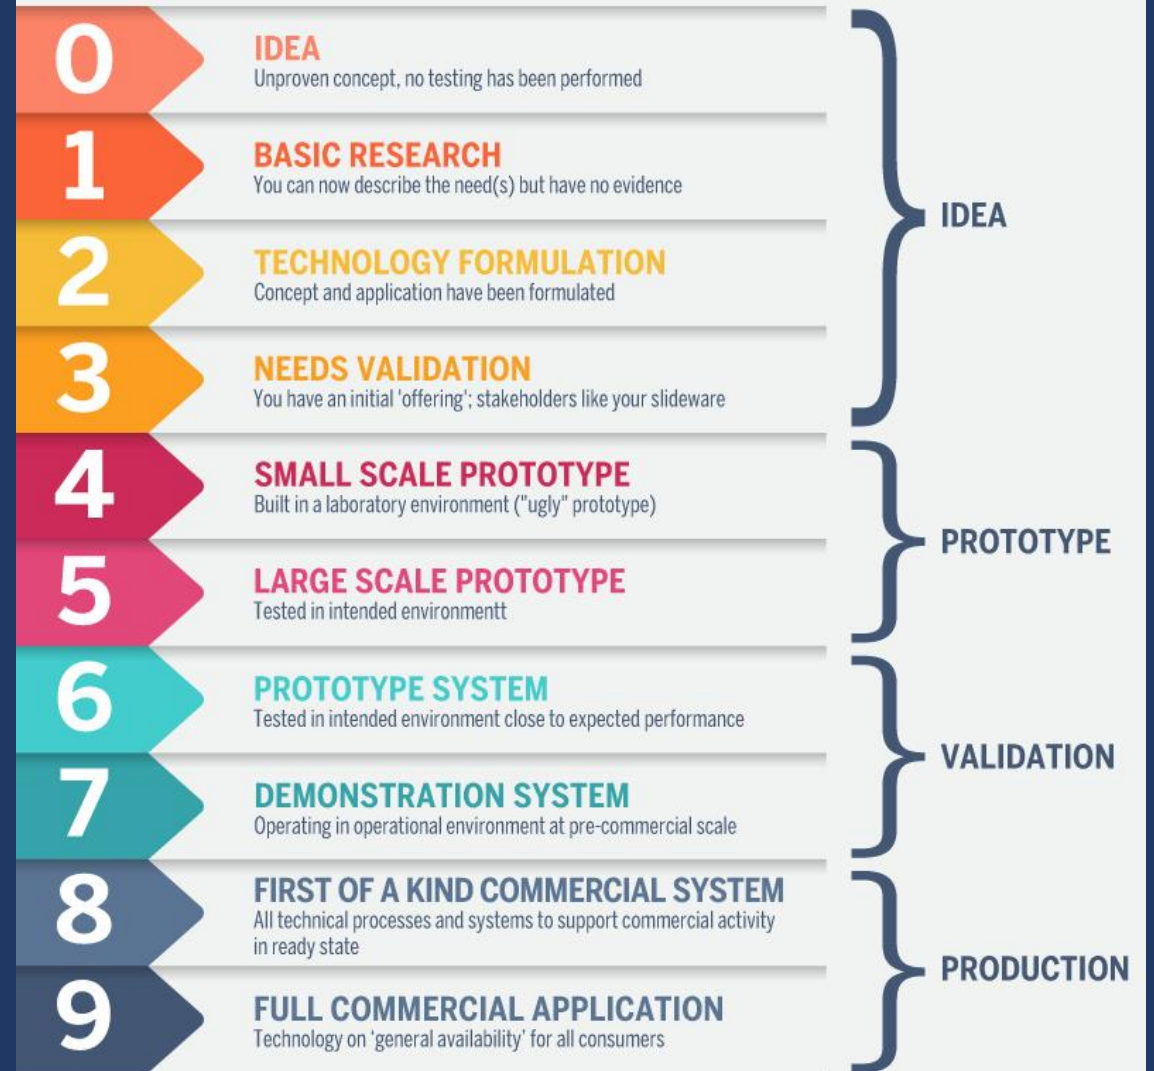 0
IDEA
Unproven concept, no testing has been performed
1
BASIC RESEARCH
You can now describe the need(s) but have no evidence
2
TECHNOLOGY FORMULATION
Concept and application have been formulated
3
NEEDS VALIDATION
You have an initial 'offering'; stakeholders like your slideware
IDEA
4
SMALL SCALE PROTOTYPE
Built in a laboratory environment ("ugly" prototype)
5
LARGE SCALE PROTOTYPE
Tested in intended environmentt
PROTOTYPE
6
PROTOTYPE SYSTEM
Tested in intended environment close to expected performance
7
DEMONSTRATION SYSTEM
Operating in operational environment at pre-commercial scale
VALIDATION
8
FIRST OF A KIND COMMERCIAL SYSTEM
All technical processes and systems to support commercial activity
in ready state
9
FULL COMMERCIAL APPLICATION
Technology on ‘general availability’ for all consumers
PRODUCTION